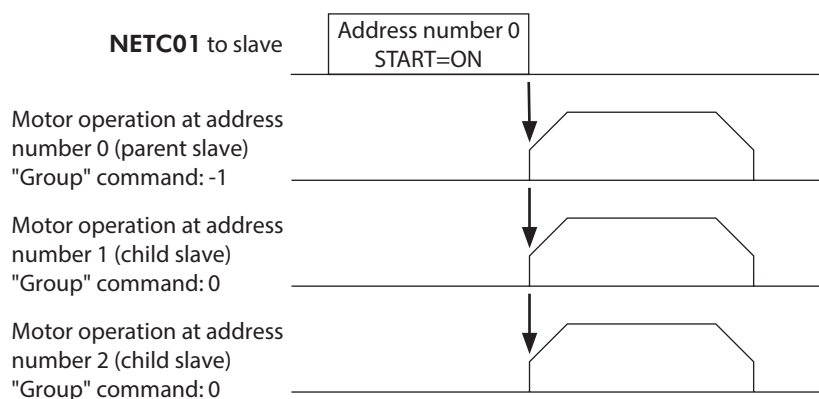 NETC01 to slave
Address number 0
START=ON
Motor operation at address
number 0 (parent slave)
"Group" command: -1
Motor operation at address
number 1 (child slave)
"Group" command: 0
Motor operation at address
number 2 (child slave)
"Group" command: 0